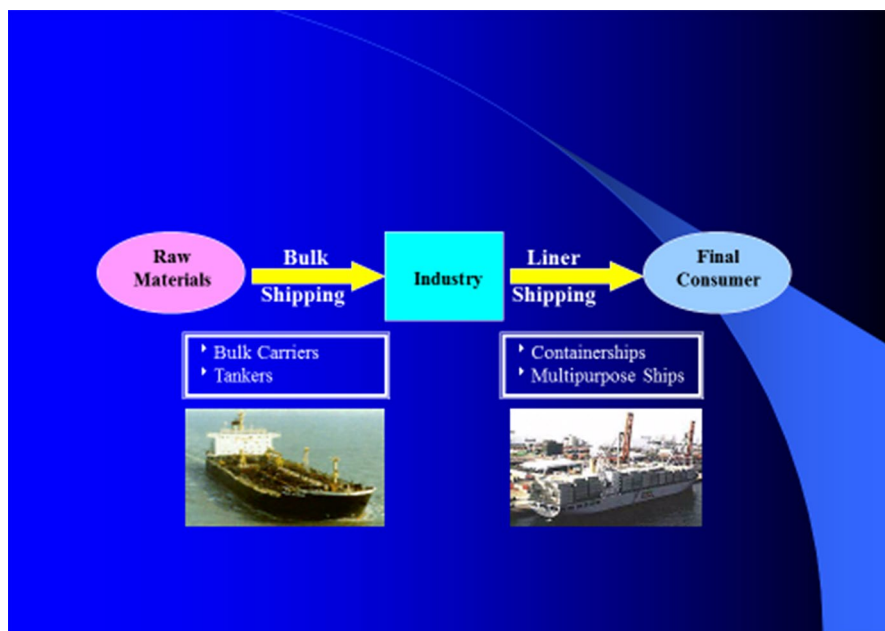 Raw
Materials
Bulk
Shipping
Industry
Liner
Shipping
Final
Consumer
Bulk Carriers
Tankers
Containerships
Multipurpose Ships